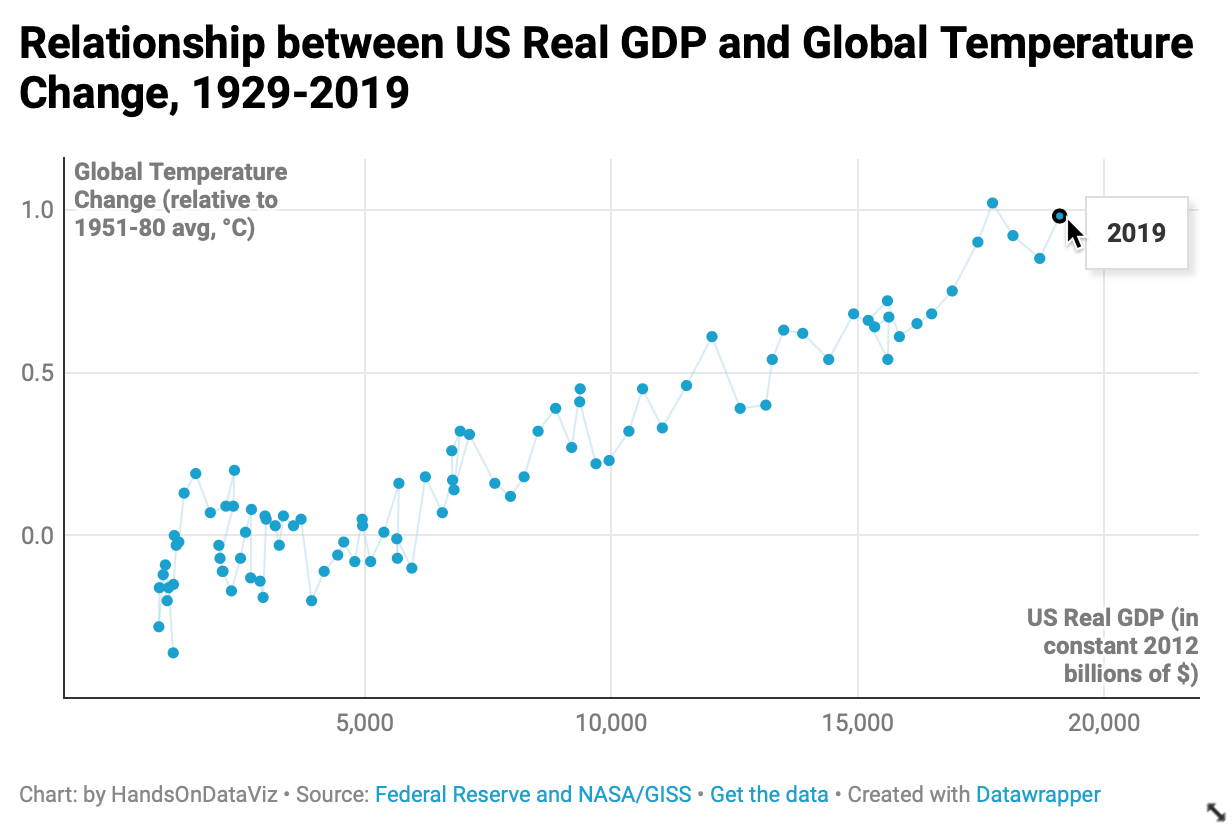 Relationship between US Real GDP and Global Temperature
Change, 1929-2019
Global Temperature
Change (relative to
1951-80 avg, °C)
1.0
2019
0.5
0.0
US Real GDP (in
constant 2012
billions of $)
5,000 10,000 15,000 20,000
Chart: by HandsOnDataViz • Source: Federal Reserve and NASA/GISS • Get the data • Created with Datawrapper